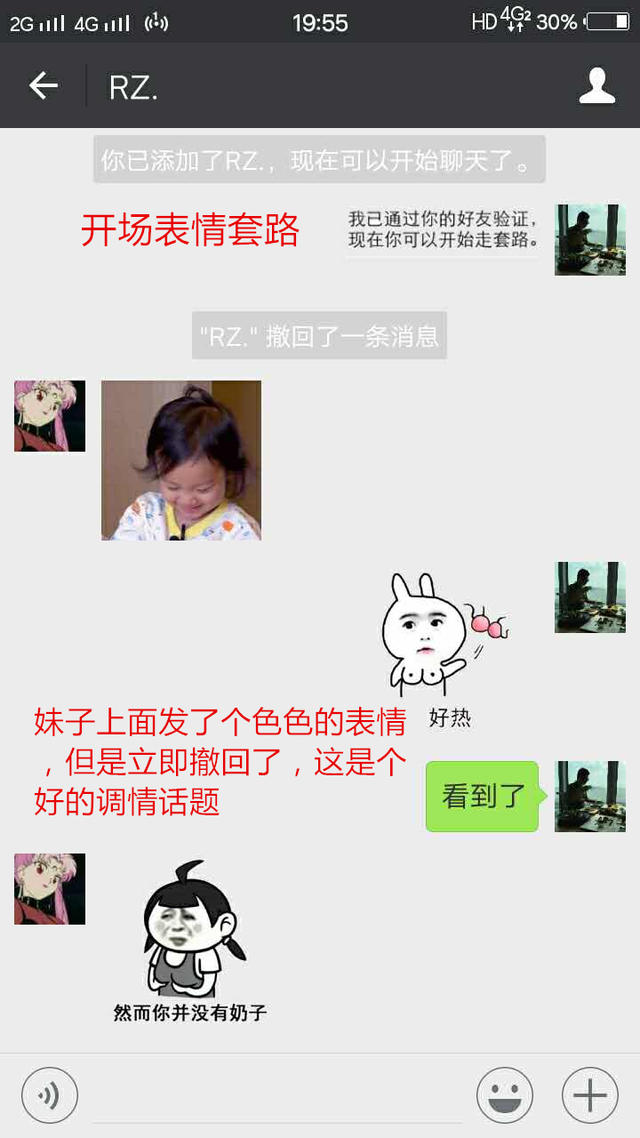 2G 4G 19:55 HD 4G2 30%
RZ.
你已添加了RZ.，现在可以开始聊天了。
开场表情套路
我已通过你的好友验证，
现在你可以开始走套路。
"RZ." 撤回了一条消息
好热
妹子上面发了个色色的表情
，但是立即撤回了，这是个
好的调情话题
看到了
然而你并没有奶子